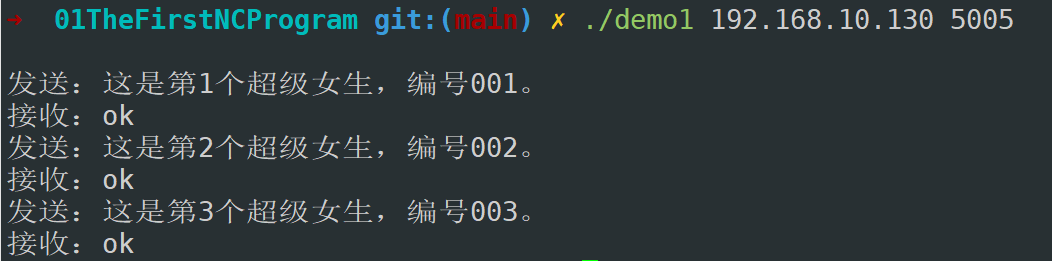 ➜  01TheFirstNCProgram git:(main) ✗ ./demo1 192.168.10.130 5005
发送：这是第1个超级女生，编号001。
接收：ok
发送：这是第2个超级女生，编号002。
接收：ok
发送：这是第3个超级女生，编号003。
接收：ok